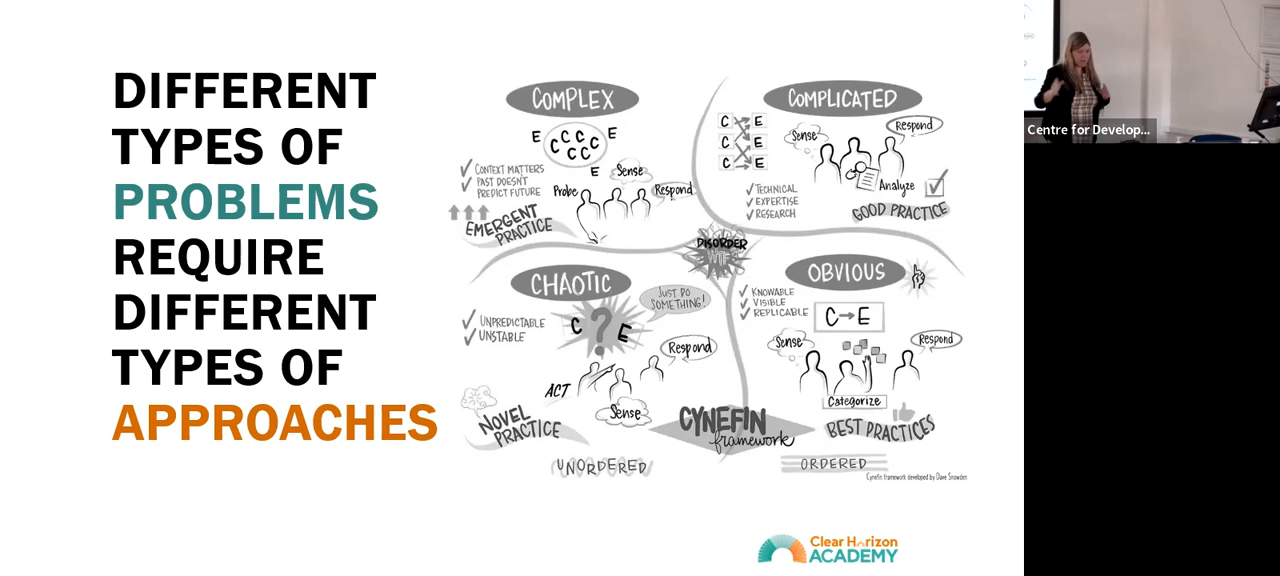 DIFFERENT
TYPES OF
PROBLEMS
REQUIRE
DIFFERENT
TYPES OF
APPROACHES
COMPLEX
E C C C E
C C C
C C
E
✓ CONTEXT MATTERS
✓ PAST DOESN'T
PREDICT FUTURE
Probe
Sense
Respond
EMERGENT
PRACTICE
COMPLICATED
C E
C E
C E
Sense
Respond
Analyze
✓ TECHNICAL
✓ EXPERTISE
✓ RESEARCH
GOOD PRACTICE
DISORDER
CHAOTIC
JUST DO
SOMETHING!
C ? E
✓ UNPREDICTABLE
✓ UNSTABLE
Respond
ACT
Sense
NOVEL
PRACTICE
UNORDERED
OBVIOUS
✓ KNOWABLE
✓ VISIBLE
✓ REPLICABLE
C → E
Sense
Respond
Categorize
BEST PRACTICES
CYNEFIN
framework
ORDERED
Cynefin framework developed by Dave Snowden
Clear Horizon
ACADEMY
Centre for Develop...